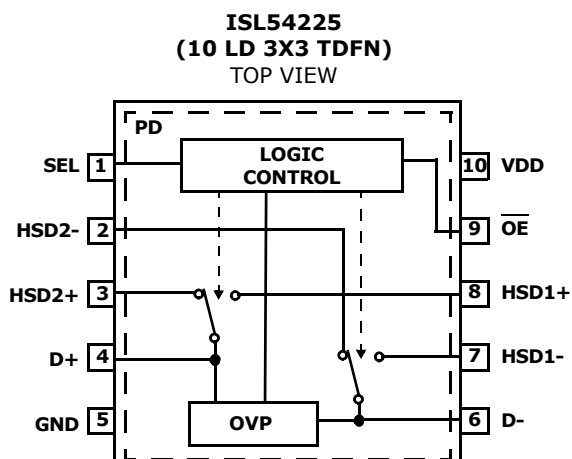 ISL54225
(10 LD 3X3 TDFN)
TOP VIEW
PD
LOGIC
CONTROL
SEL 1
10 VDD
HSD2- 2
9 OE
HSD2+ 3
8 HSD1+
D+ 4
7 HSD1-
GND 5
OVP
6 D-